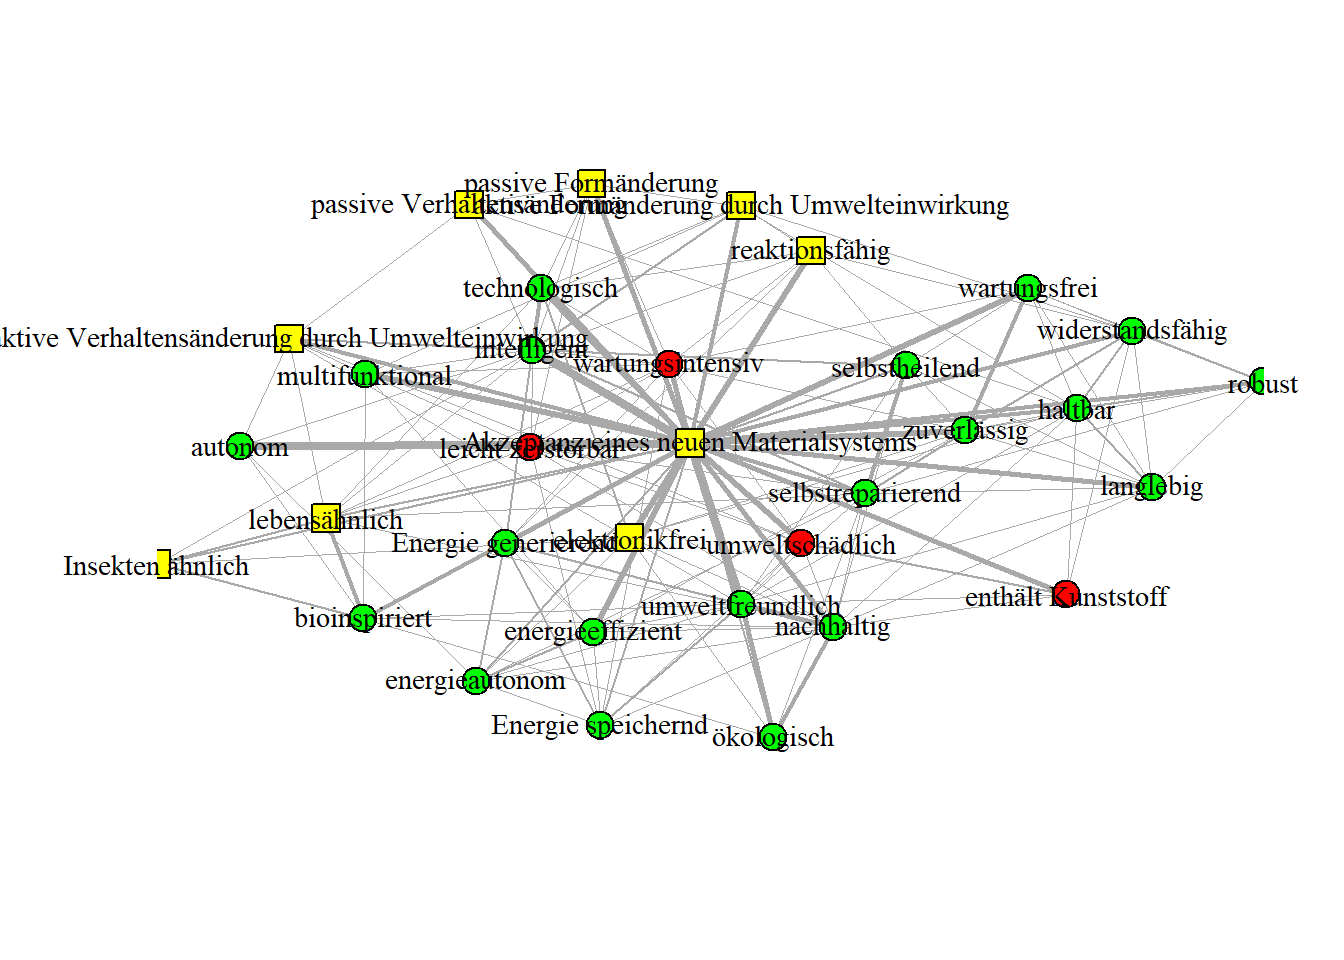 passive Formänderung
passive Verhaltensänderung
aktive Formänderung durch Umwelteinwirkung
reaktionsfähig
technologisch
wartungsfrei
widerstandsfähig
aktive Verhaltensänderung durch Umwelteinwirkung
intelligent
wartungsintensiv
selbstheilend
multifunktional
robust
haltbar
zuverlässig
autonom
leicht zerstörbar
Akzeptanz eines neuen Materialsystems
selbstreparierend
langlebig
lebensähnlich
Energie generierend
elektronikfrei
umweltschädlich
Insekten ähnlich
enthält Kunststoff
umweltfreundlich
bioinspiriert
energieeffizient
nachhaltig
energieautonom
Energie speichernd
ökologisch